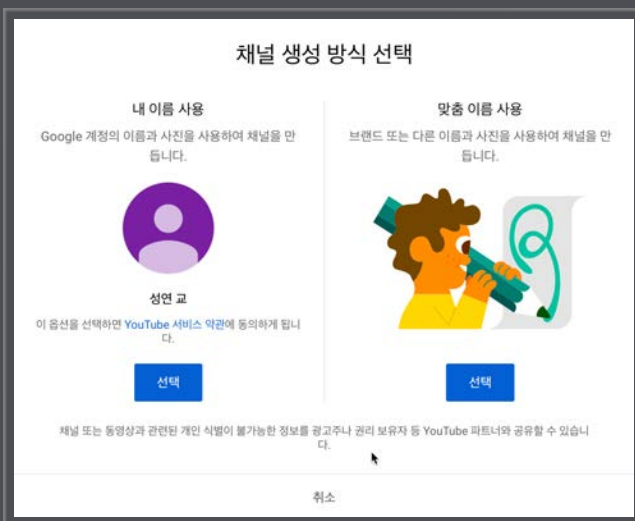 채널 생성 방식 선택
내 이름 사용
Google 계정의 이름과 사진을 사용하여 채널을 만
듭니다.
성연 교
이 옵션을 선택하면 YouTube 서비스 약관에 동의하게 됩니
다.
선택
맞춤 이름 사용
브랜드 또는 다른 이름과 사진을 사용하여 채널을 만
듭니다.
선택
채널 또는 동영상과 관련된 개인 식별이 불가능한 정보를 광고주나 권리 보유자 등 YouTube 파트너와 공유할 수 있습니
다.
취소